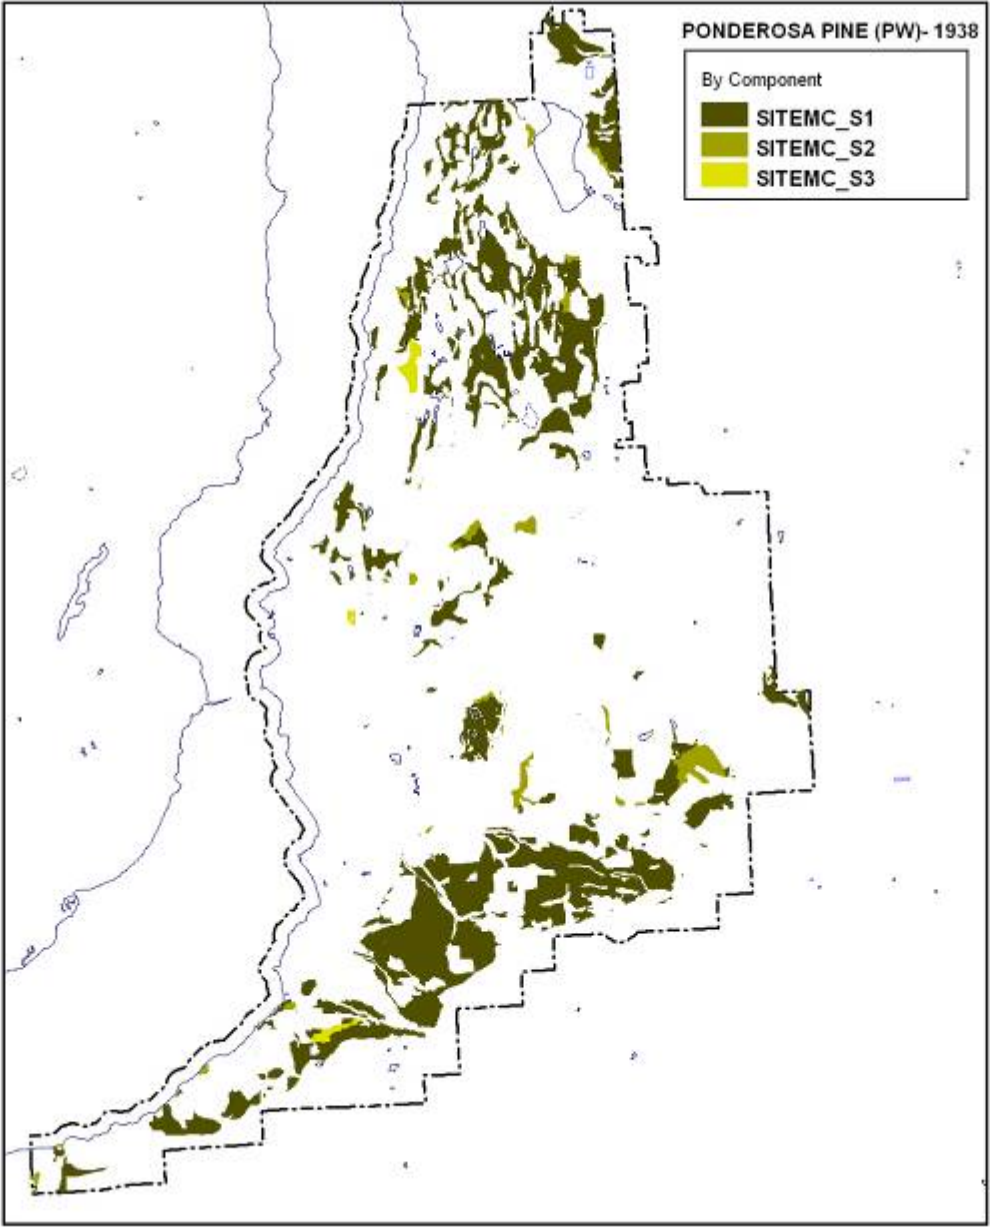 PONDEROSA PINE (PW)- 1938
By Component
SITEMC_S1
SITEMC_S2
SITEMC_S3